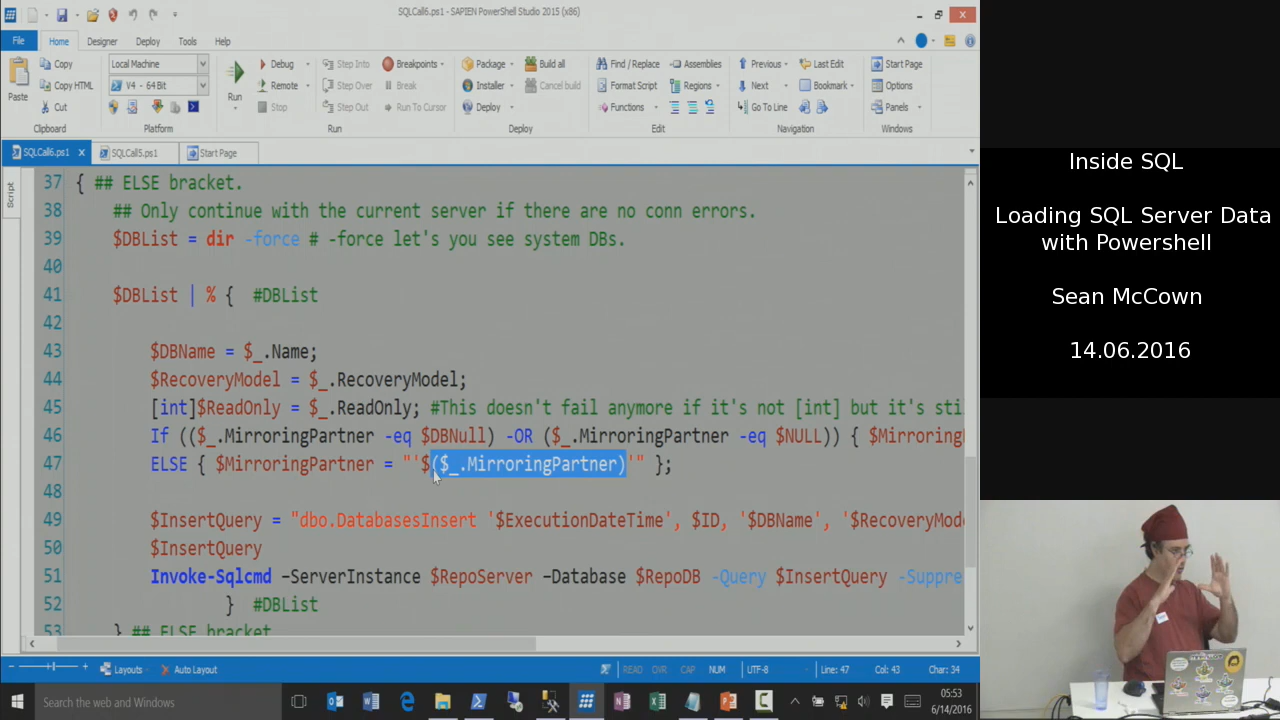 SQLCall6.ps1 - SAPIEN PowerShell Studio 2015 (x86)
File Home Designer Deploy Tools Help
Paste Copy Copy HTML Cut Clipboard
Local Machine V4 - 64 Bit Platform
Run Debug Remote Stop Step Into Step Over Step Out Breakpoints Break Run To Cursor Run
Package Installer Deploy Build all Cancel build Deploy
Find / Replace Format Script Functions Assemblies Regions Edit
Previous Next Go To Line Last Edit Bookmark Navigation
Start Page Options Panels Windows
SQLCall6.ps1 SQLCall5.ps1 Start Page
Script
37 { ## ELSE bracket.
38 ## Only continue with the current server if there are no conn errors.
39 $DBList = dir -force # -force let's you see system DBs.
40
41 $DBList | % { #DBList
42
43 $DBName = $_.Name;
44 $RecoveryModel = $_.RecoveryModel;
45 [int]$ReadOnly = $_.ReadOnly; #This doesn't fail anymore if it's not [int] but it's sti
46 If (($_.MirroringPartner -eq $DBNull) -OR ($_.MirroringPartner -eq $NULL)) { $Mirroring
47 ELSE { $MirroringPartner = "'$($_.MirroringPartner)'" };
49 $InsertQuery = "dbo.DatabasesInsert '$ExecutionDateTime', $ID, '$DBName', '$RecoveryMod
50 $InsertQuery
51 Invoke-Sqlcmd –ServerInstance $RepoServer –Database $RepoDB -Query $InsertQuery -Suppre
52 } #DBList
53 } ## ELSE bracket
Layouts Auto Layout READ OVR CAP NUM UTF-8 Line: 47 Col: 43 Char: 34
Search the web and Windows
05:53
6/14/2016
Inside SQL
Loading SQL Server Data
with Powershell
Sean McCown
14.06.2016